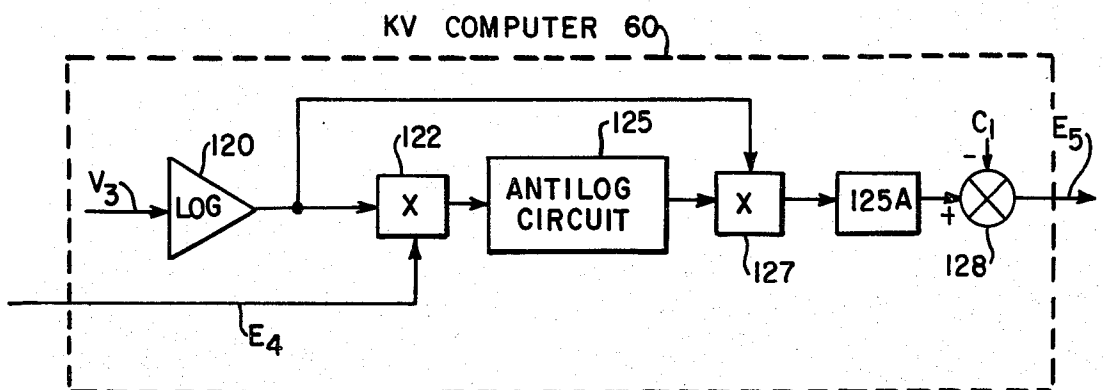 KV COMPUTER 60
120
V3
LOG
122
X
125
ANTILOG
CIRCUIT
X
127
125A
C1
-
+
128
E5
E4